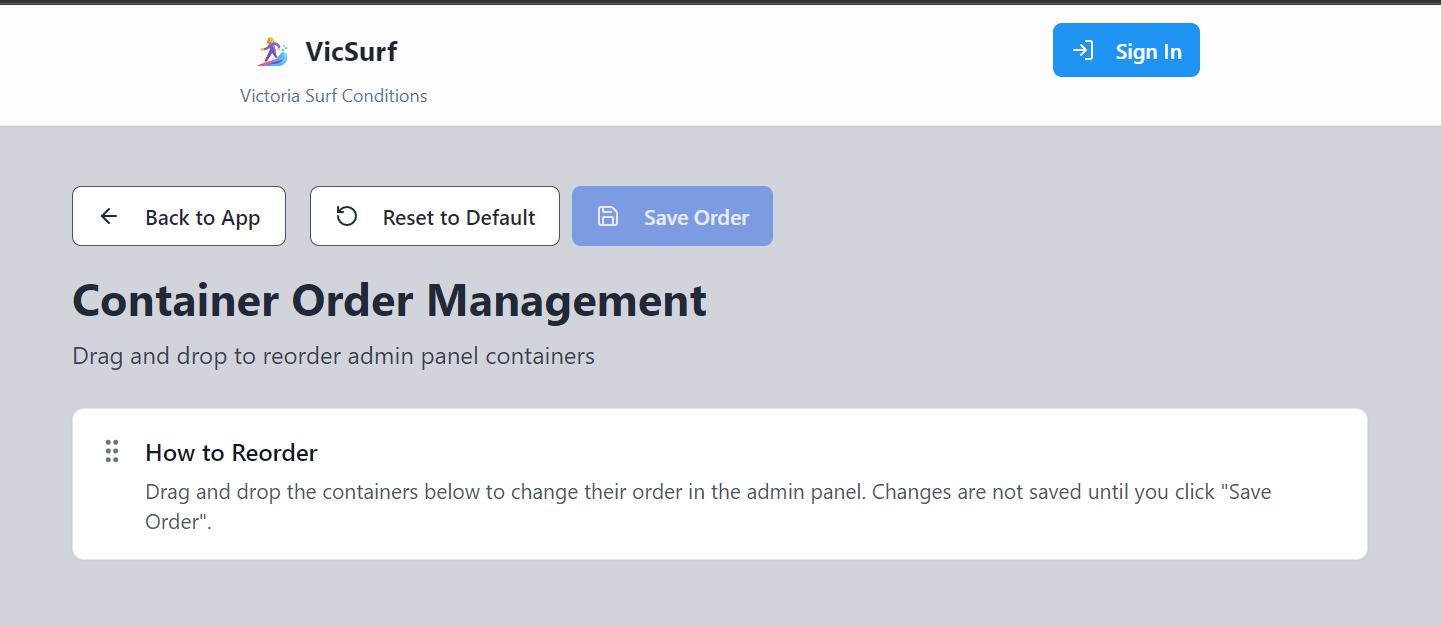 VicSurf
Sign In
Victoria Surf Conditions
Back to App
Reset to Default
Save Order
Container Order Management
Drag and drop to reorder admin panel containers
How to Reorder
Drag and drop the containers below to change their order in the admin panel. Changes are not saved until you click "Save
Order".